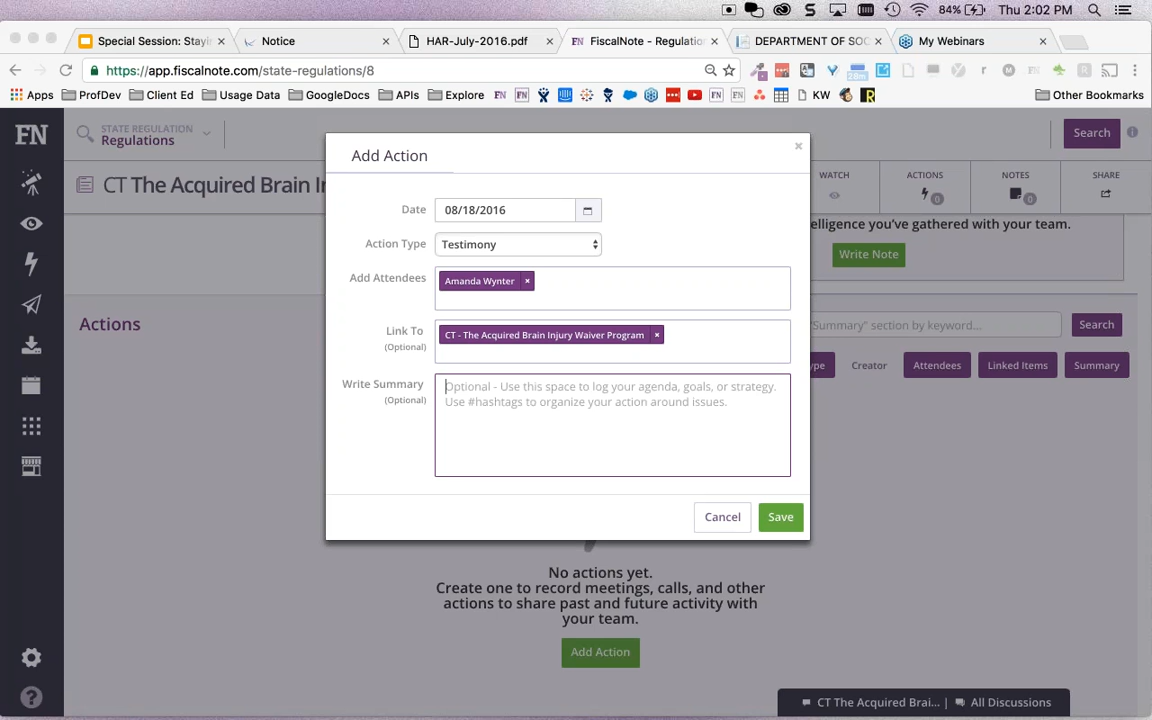 84% Thu 2:02 PM
Special Session: Stayi
Notice
HAR-July-2016.pdf
FiscalNote - Regulatio
DEPARTMENT OF SOC
My Webinars
https://app.fiscalnote.com/state-regulations/8
Apps ProfDev Client Ed Usage Data GoogleDocs APIs Explore KW Other Bookmarks
28m
FN
STATE REGULATION
Regulations
Search
CT The Acquired Brain In
WATCH
ACTIONS
0
NOTES
0
SHARE
elligence you've gathered with your team.
Write Note
Actions
Summary" section by keyword...
Search
ype Creator Attendees Linked Items Summary
Add Action
×
Date 08/18/2016
Action Type Testimony
Add Attendees Amanda Wynter ×
Link To CT - The Acquired Brain Injury Waiver Program ×
(Optional)
Write Summary
(Optional)
Optional - Use this space to log your agenda, goals, or strategy.
Use #hashtags to organize your action around issues.
Cancel Save
No actions yet.
Create one to record meetings, calls, and other
actions to share past and future activity with
your team.
Add Action
CT The Acquired Brai... | All Discussions